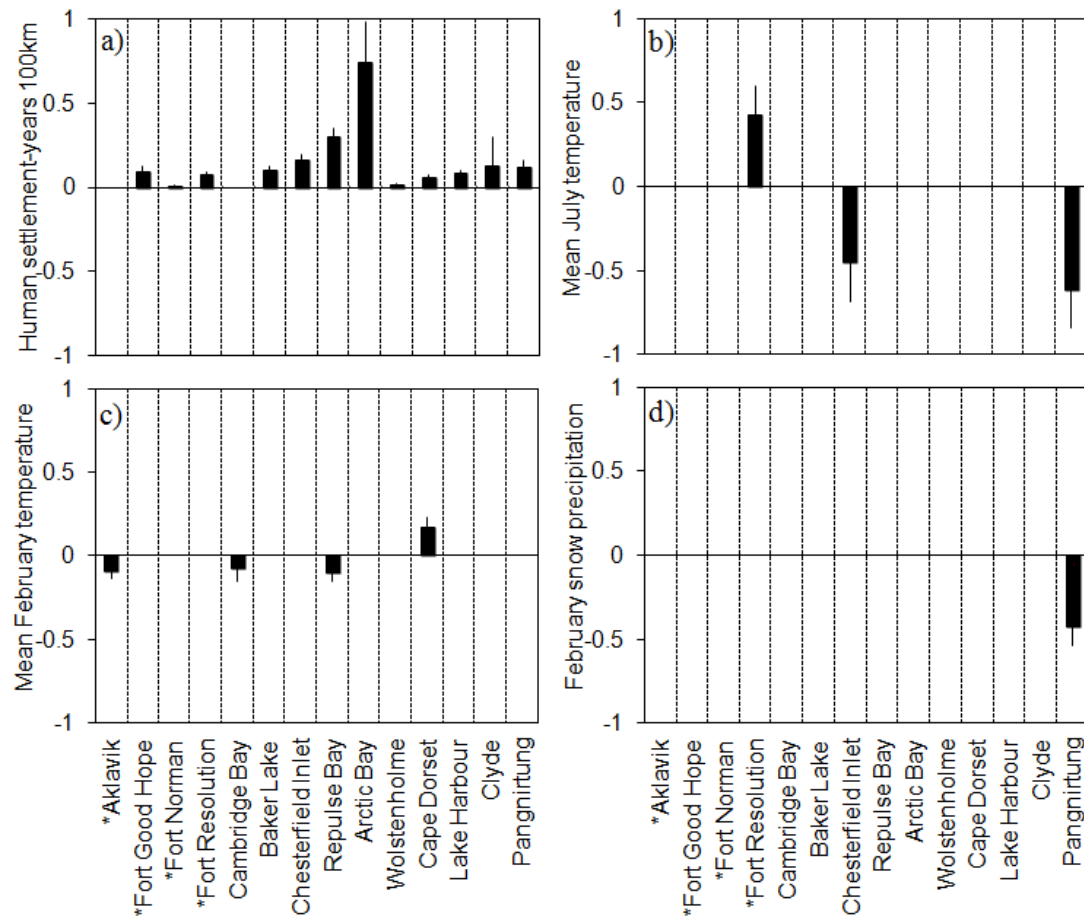 a)
Human settlement-years 100km
1
0.5
0
-0.5
-1
b)
Mean July temperature
1
0.5
0
-0.5
-1
c)
Mean February temperature
1
0.5
0
-0.5
-1
*Aklavik
*Fort Good Hope
*Fort Norman
*Fort Resolution
Cambridge Bay
Baker Lake
Chesterfield Inlet
Repulse Bay
Arctic Bay
Wolstenholme
Cape Dorset
Lake Harbour
Clyde
Pangnirtung
d)
February snow precipitation
1
0.5
0
-0.5
-1
*Aklavik
*Fort Good Hope
*Fort Norman
*Fort Resolution
Cambridge Bay
Baker Lake
Chesterfield Inlet
Repulse Bay
Arctic Bay
Wolstenholme
Cape Dorset
Lake Harbour
Clyde
Pangnirtung